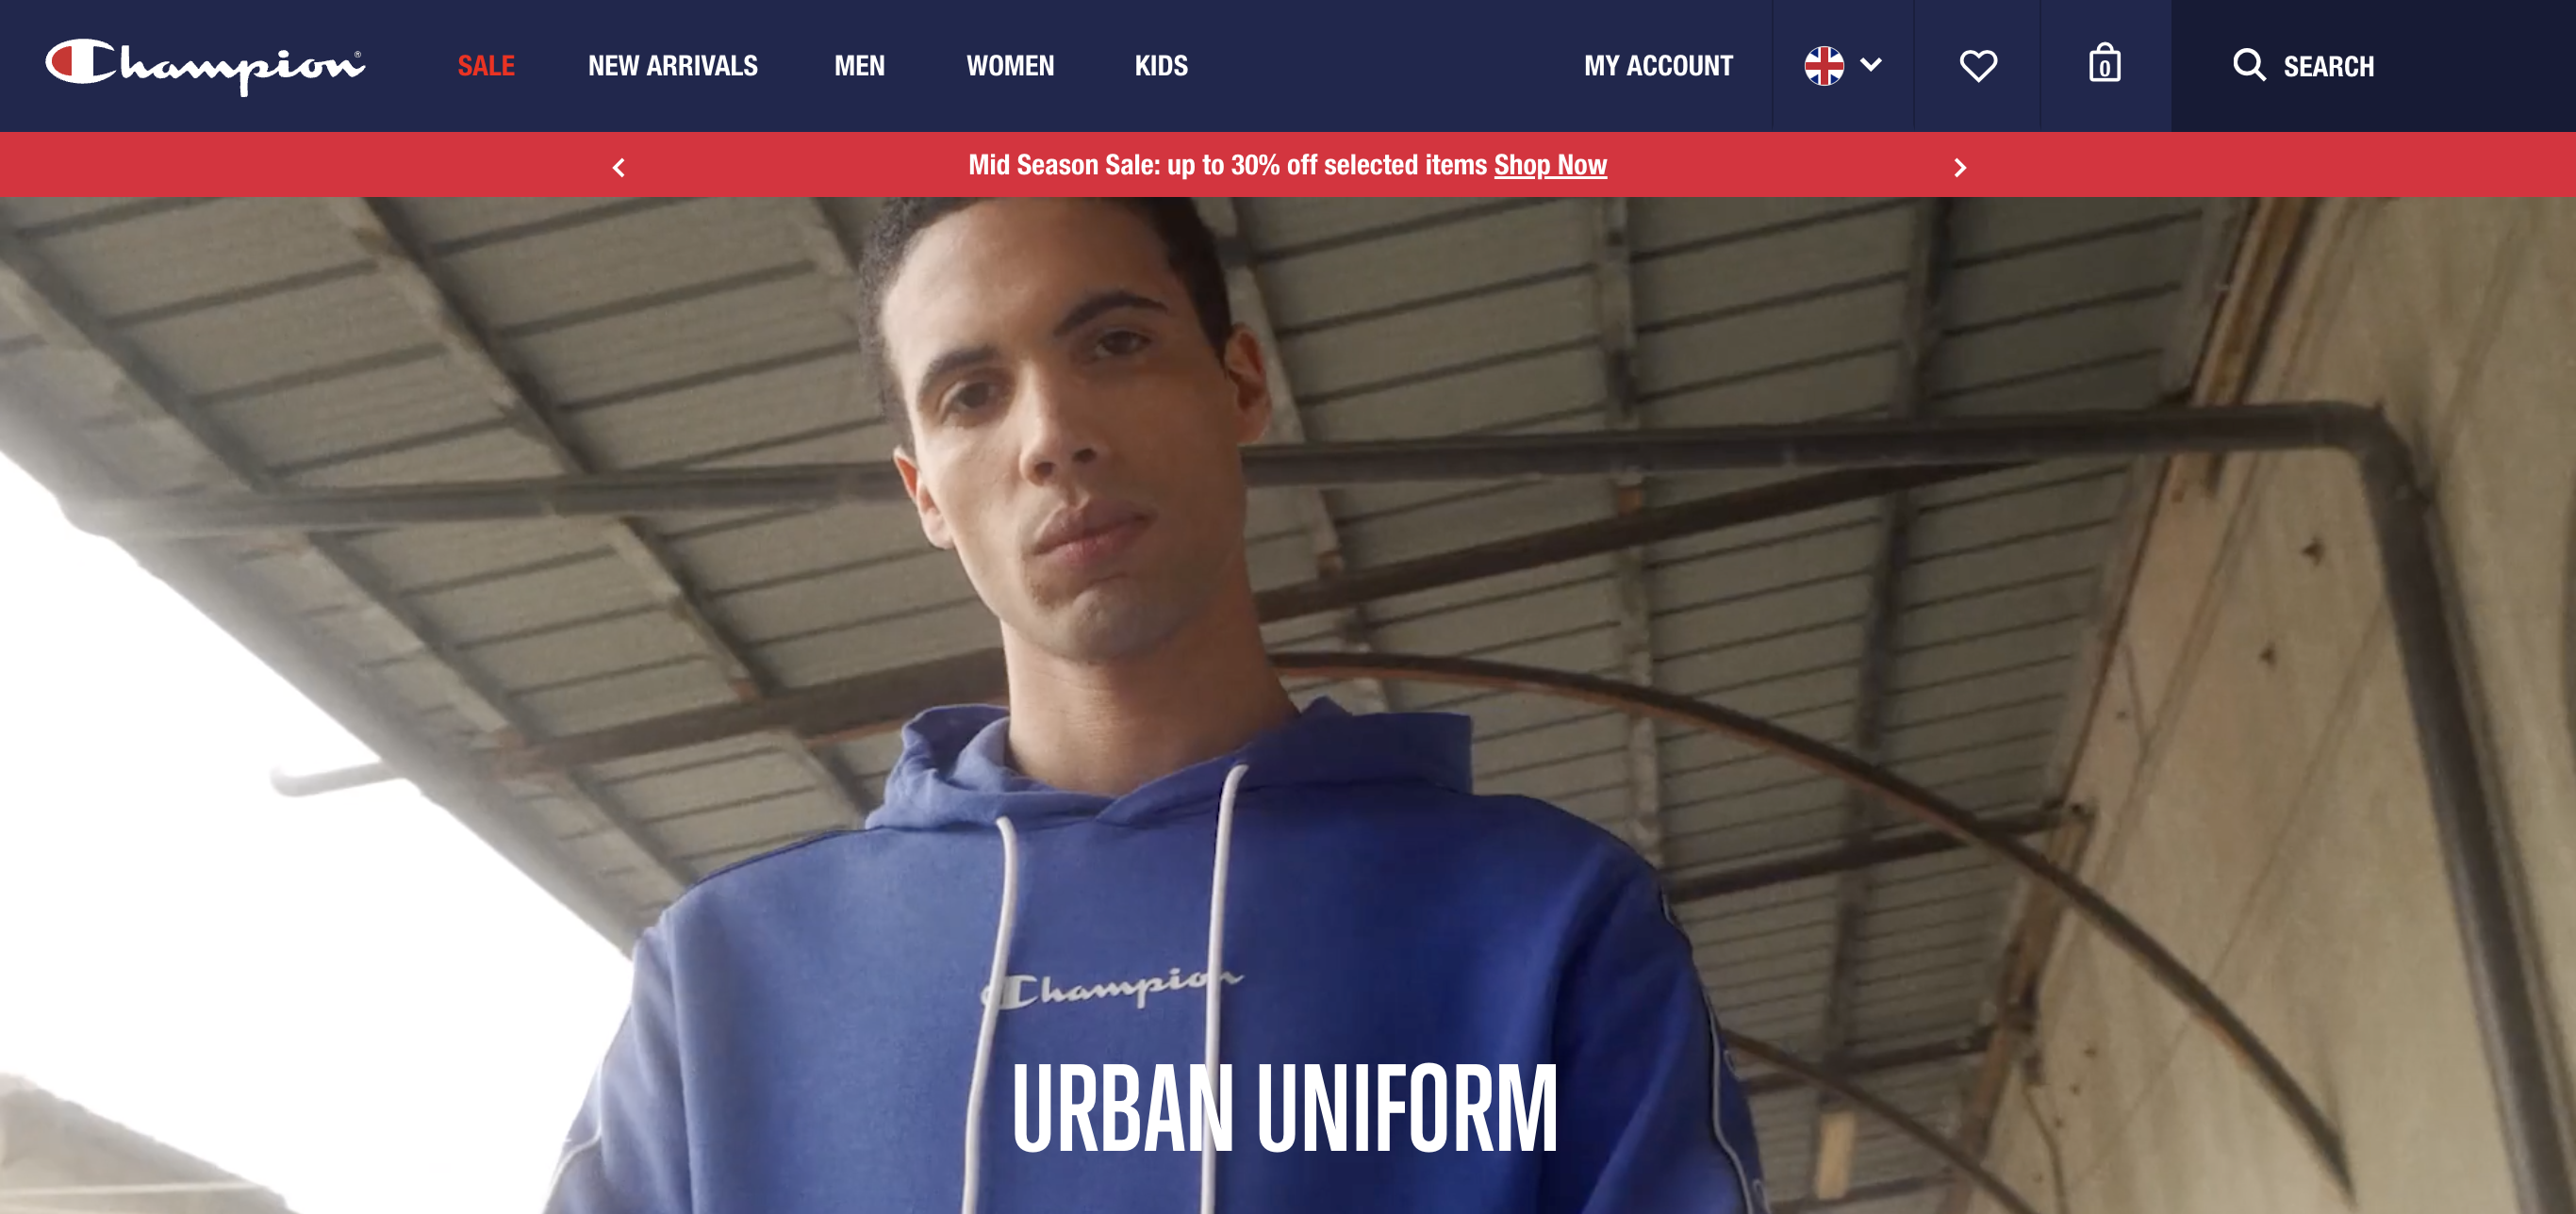 Champion®
SALE
NEW ARRIVALS
MEN
WOMEN
KIDS
MY ACCOUNT
0
SEARCH
Mid Season Sale: up to 30% off selected items Shop Now
Champion
URBAN UNIFORM